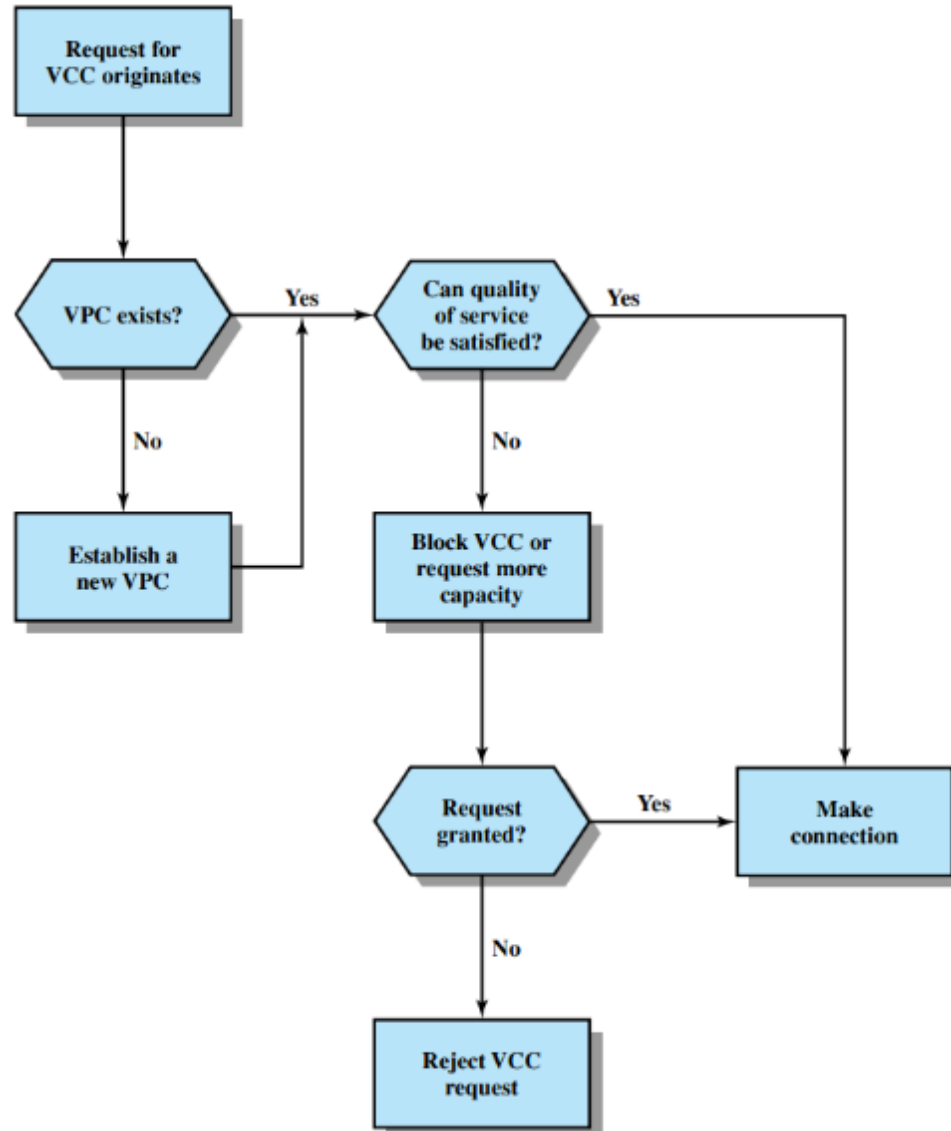 Request for
VCC originates
VPC exists?
Yes
Can quality
of service
be satisfied?
Yes
No
No
Establish a
new VPC
Block VCC or
request more
capacity
Request
granted?
Yes
Make
connection
No
Reject VCC
request